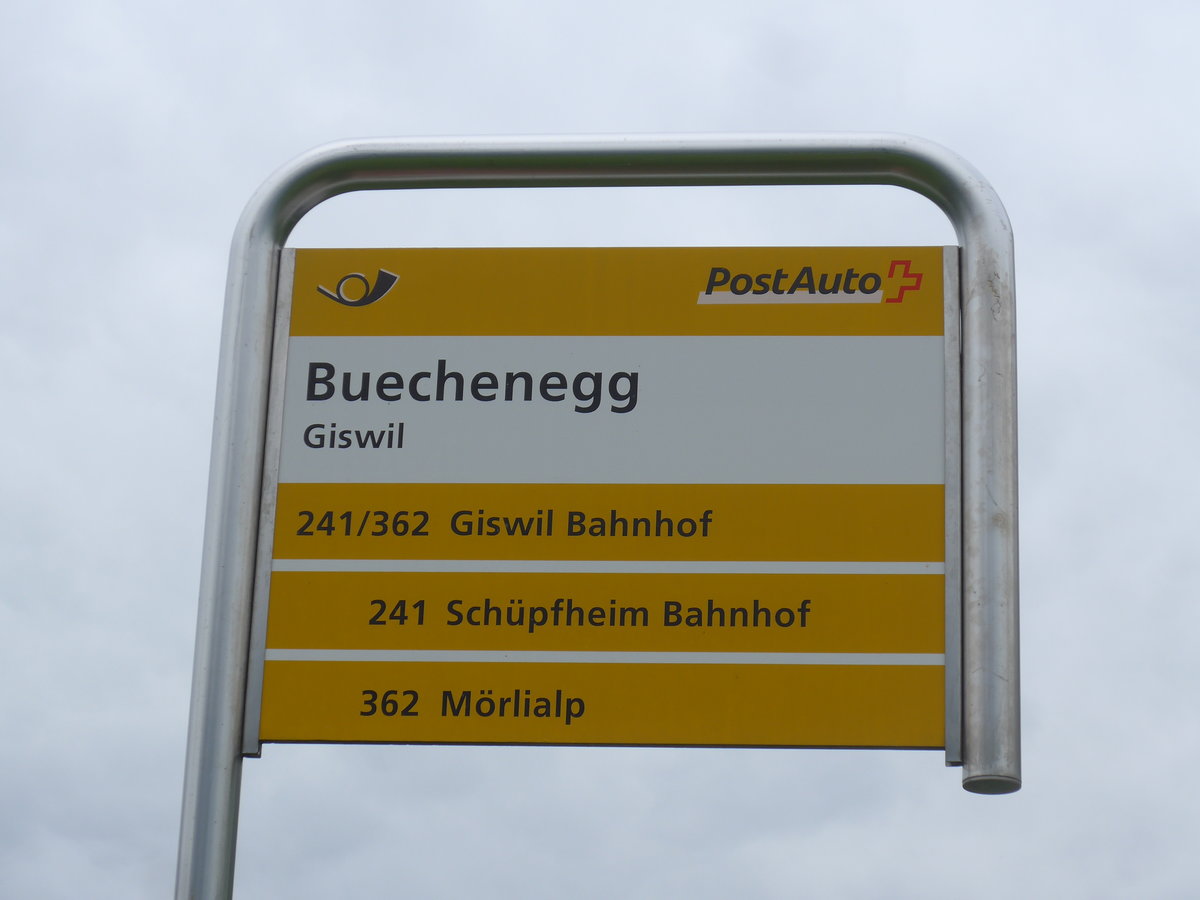 PostAuto
Buechenegg
Giswil
241/362 Giswil Bahnhof
241 Schüpfheim Bahnhof
362 Mörlialp